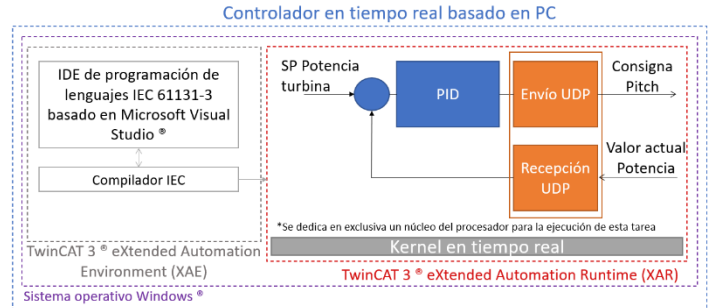 Controlador en tiempo real basado en PC
IDE de programación de
lenguajes IEC 61131-3
basado en Microsoft Visual
Studio ®
Compilador IEC
TwinCAT 3 ® eXtended Automation
Environment (XAE)
SP Potencia
turbina
PID
Envío UDP
Consigna
Pitch
Recepción
UDP
Valor actual
Potencia
*Se dedica en exclusiva un núcleo del procesador para la ejecución de esta tarea
Kernel en tiempo real
TwinCAT 3 ® eXtended Automation Runtime (XAR)
Sistema operativo Windows ®